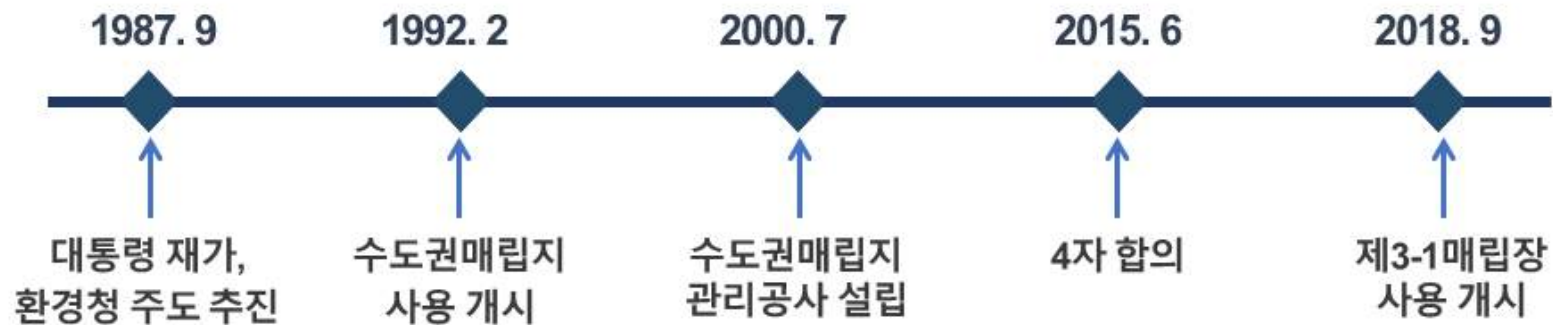 1987. 9
1992. 2
2000. 7
2015. 6
2018. 9
대통령 재가,
환경청 주도 추진
수도권매립지
사용 개시
수도권매립지
관리공사 설립
4자 합의
제3-1매립장
사용 개시